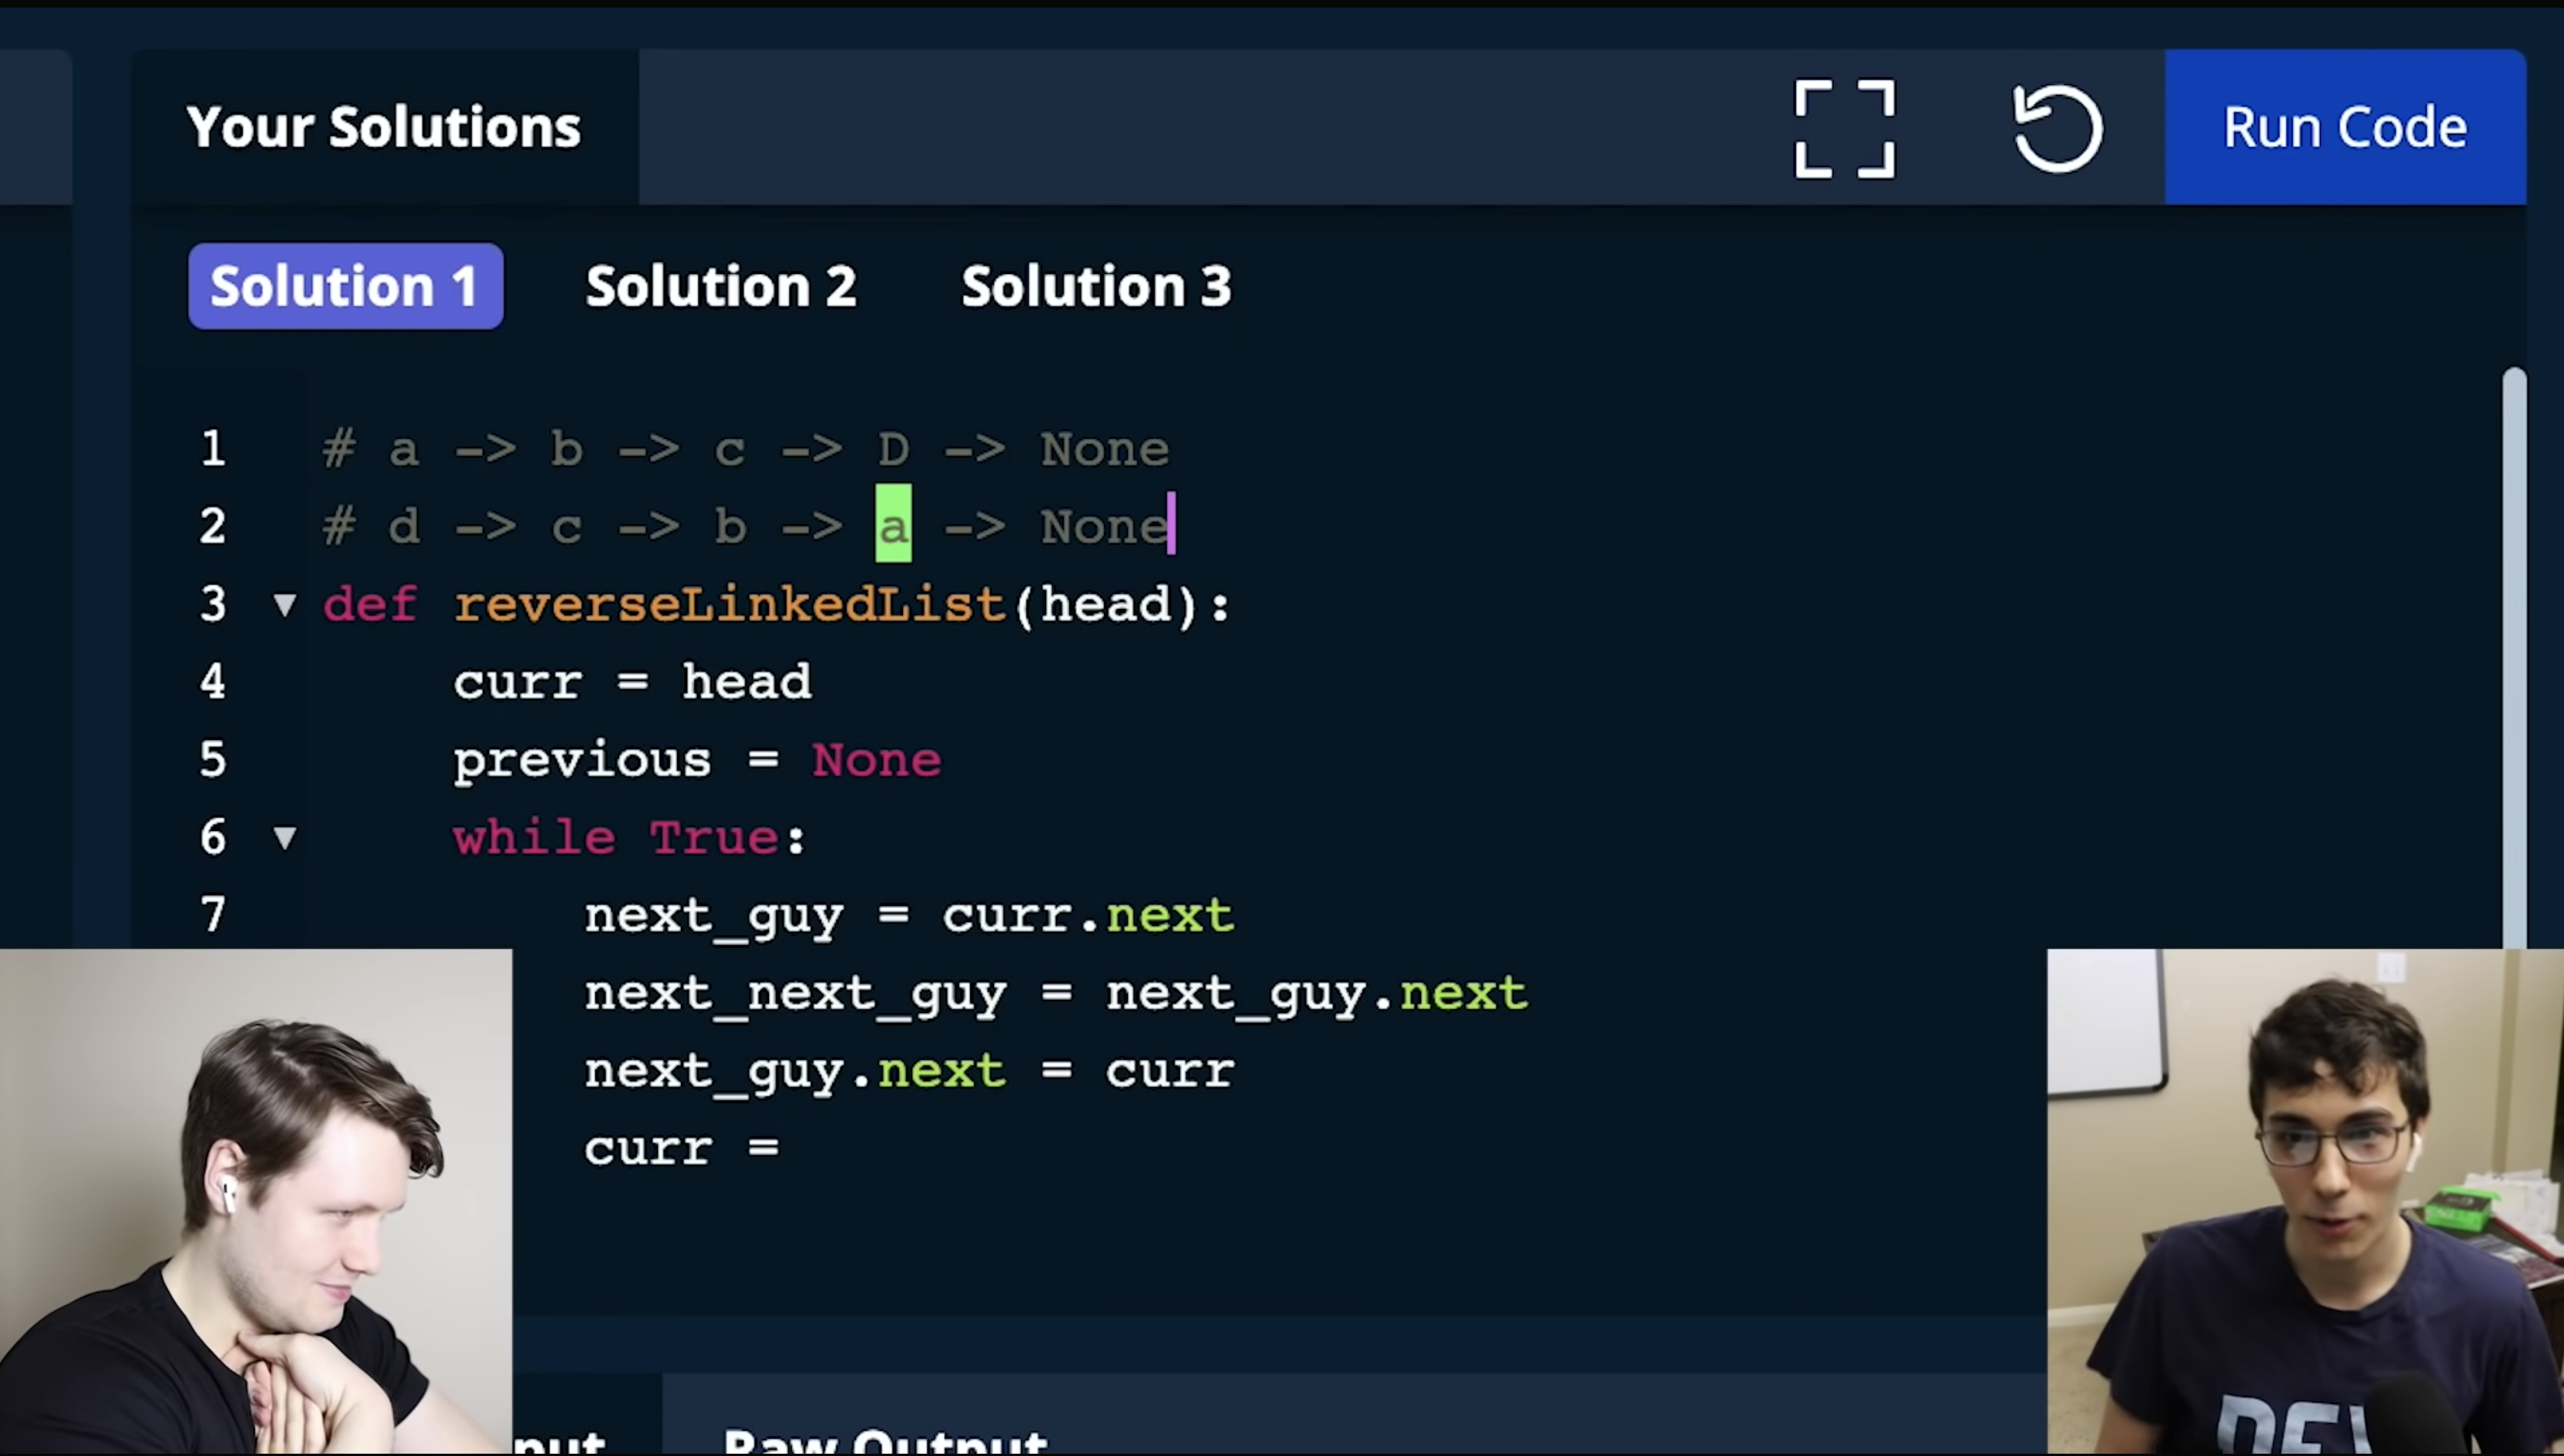 Your Solutions
Run Code
Solution 1 Solution 2 Solution 3
1 # a -> b -> c -> D -> None
2 # d -> c -> b -> a -> None
3 def reverseLinkedList(head):
4 curr = head
5 previous = None
6 while True:
7 next_guy = curr.next
next_next_guy = next_guy.next
next_guy.next = curr
curr =
Raw Output